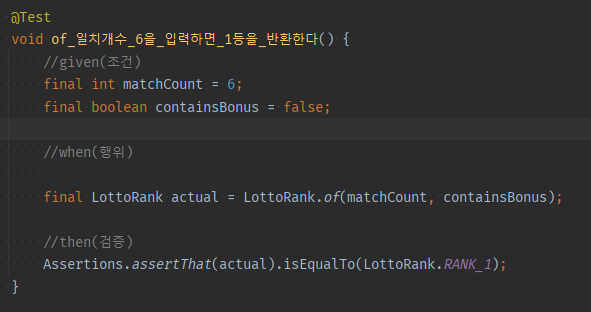 @Test
void of_일치개수_6을_입력하면_1등을_반환한다() {
//given(조건)
final int matchCount = 6;
final boolean containsBonus = false;
//when(행위)
final LottoRank actual = LottoRank.of(matchCount, containsBonus);
//then(검증)
Assertions.assertThat(actual).isEqualTo(LottoRank.RANK_1);
}